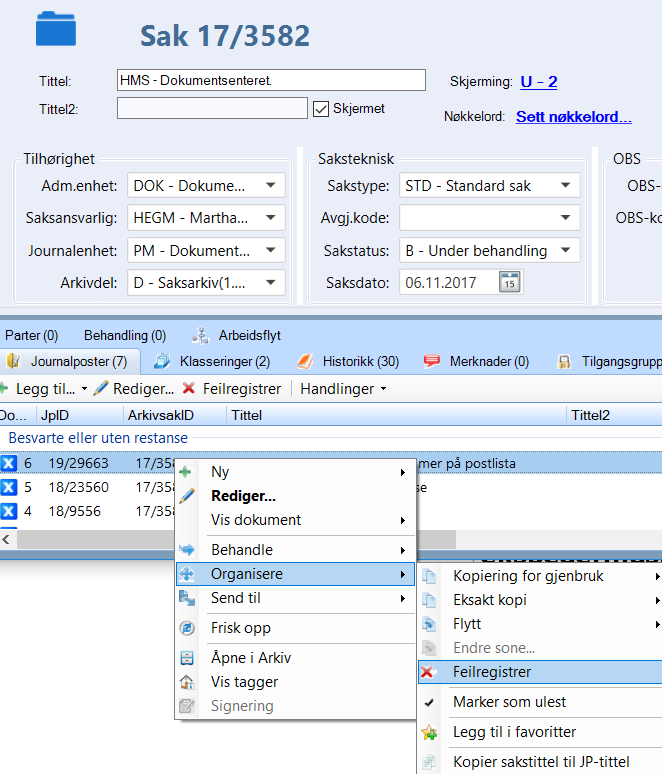 Sak 17/3582
Tittel: HMS - Dokumentsenteret. Skjerming: U - 2
Tittel2: Skjermet Nøkkelord: Sett nøkkelord...
Tilhørighet Saksteknisk OBS
Adm.enhet: DOK - Dokume... Sakstype: STD - Standard sak OBS-
Saksansvarlig: HEGM - Martha... Avgj.kode: OBS-ko
Journalenhet: PM - Dokument... Sakstatus: B - Under behandling
Arkivdel: D - Saksarkiv(1.... Saksdato: 06.11.2017 15
Parter (0) Behandling (0) Arbeidsflyt
Journalposter (7) Klasseringer (2) Historikk (30) Merknader (0) Tilgangsgrupp
Legg til... Rediger... Feilregistrer Handlinger
Do... JpID ArkivsakID Tittel Tittel2
Besvarte eller uten restanse
6 19/29663 17/358 mer på postlista
5 18/23560 17/358 se
4 18/9556 17/358
Ny
Rediger...
Vis dokument
Behandle
Organisere
Send til
Frisk opp
Åpne i Arkiv
Vis tagger
Signering
Kopiering for gjenbruk
Eksakt kopi
Flytt
Endre sone...
Feilregistrer
Marker som ulest
Legg til i favoritter
Kopier sakstittel til JP-tittel